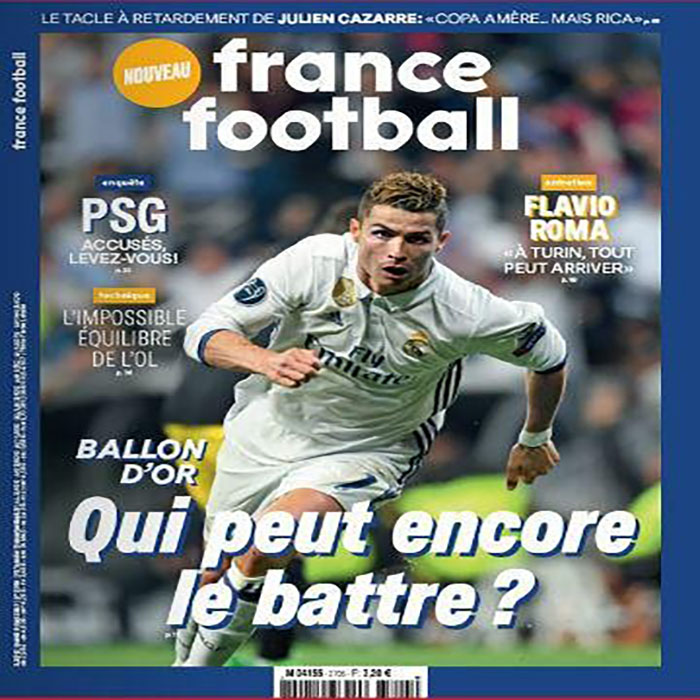 LE TACLE À RETARDEMENT DE JULIEN CAZARRE: «COPA AMÈRE... MAIS RICA»
france football
NOUVEAU
france
football
enquête
PSG
ACCUSÉS,
LEVEZ-VOUS!
technique
L'IMPOSSIBLE
ÉQUILIBRE
DE L'OL
entretien
FLAVIO
ROMA
«À TURIN, TOUT
PEUT ARRIVER»
Fly
Emirates
BALLON
D'OR
Qui peut encore
le battre ?
M 04155
F: 3,20 €